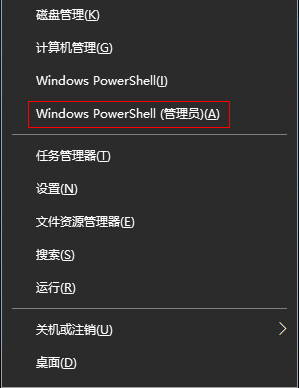 磁盘管理(K)
计算机管理(G)
Windows PowerShell(I)
Windows PowerShell (管理员)(A)
任务管理器(T)
设置(N)
文件资源管理器(E)
搜索(S)
运行(R)
关机或注销(U)
桌面(D)